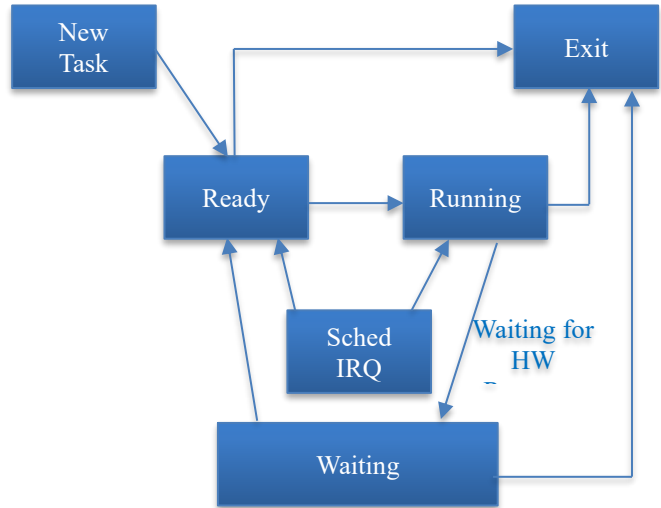 New
Task
Exit
Ready
Running
Sched
IRQ
Waiting for
HW
Waiting